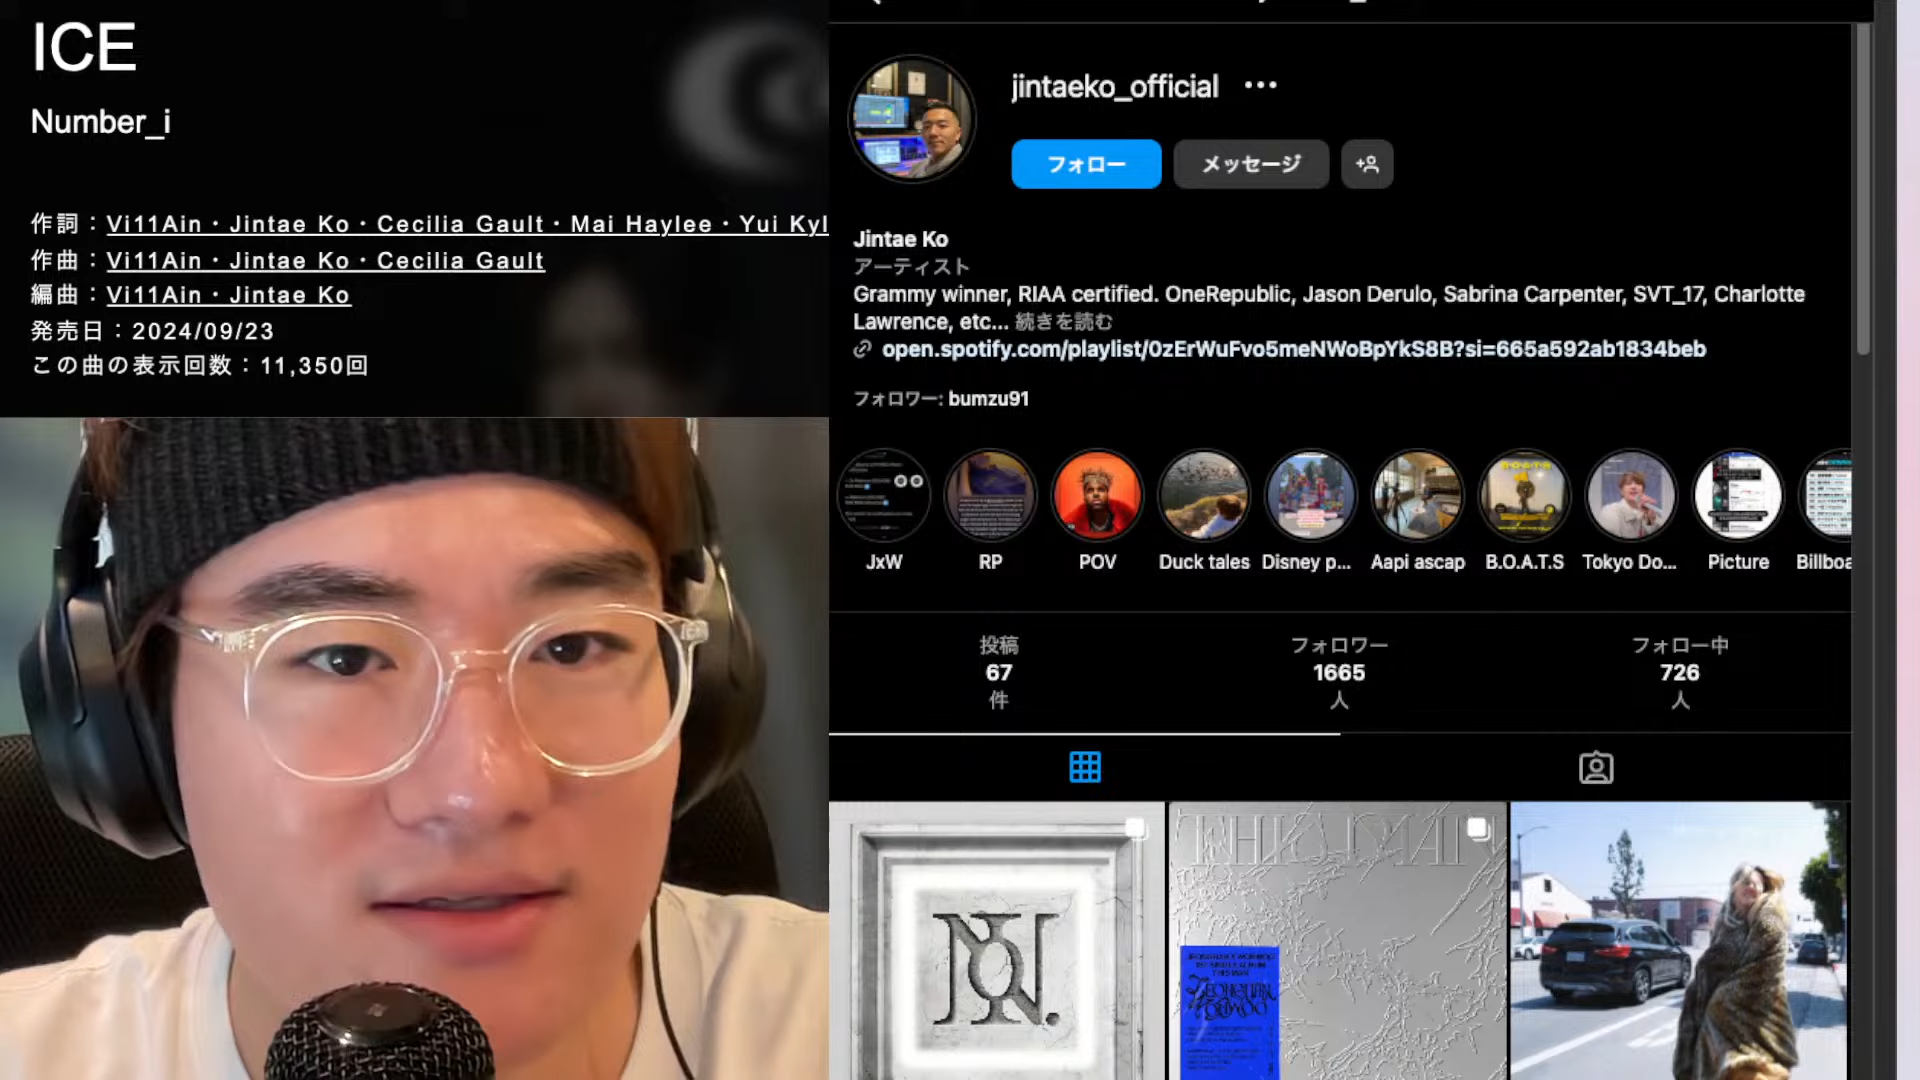 ICE
Number_i
作詞：Vi11Ain・Jintae Ko・Cecilia Gault・Mai Haylee・Yui Kyl
作曲：Vi11Ain・Jintae Ko・Cecilia Gault
編曲：Vi11Ain・Jintae Ko
発売日：2024/09/23
この曲の表示回数：11,350回
jintaeko_official
フォロー
メッセージ
Jintae Ko
アーティスト
Grammy winner, RIAA certified. OneRepublic, Jason Derulo, Sabrina Carpenter, SVT_17, Charlotte
Lawrence, etc... 続きを読む
open.spotify.com/playlist/0zErWuFvo5meNWoBpYkS8B?si=665a592ab1834beb
フォロワー: bumzu91
JxW
RP
POV
Duck tales
Disney p...
Aapi ascap
B.O.A.T.S
Tokyo Do...
Picture
Billboa
投稿
67
件
フォロワー
1665
人
フォロー中
726
人